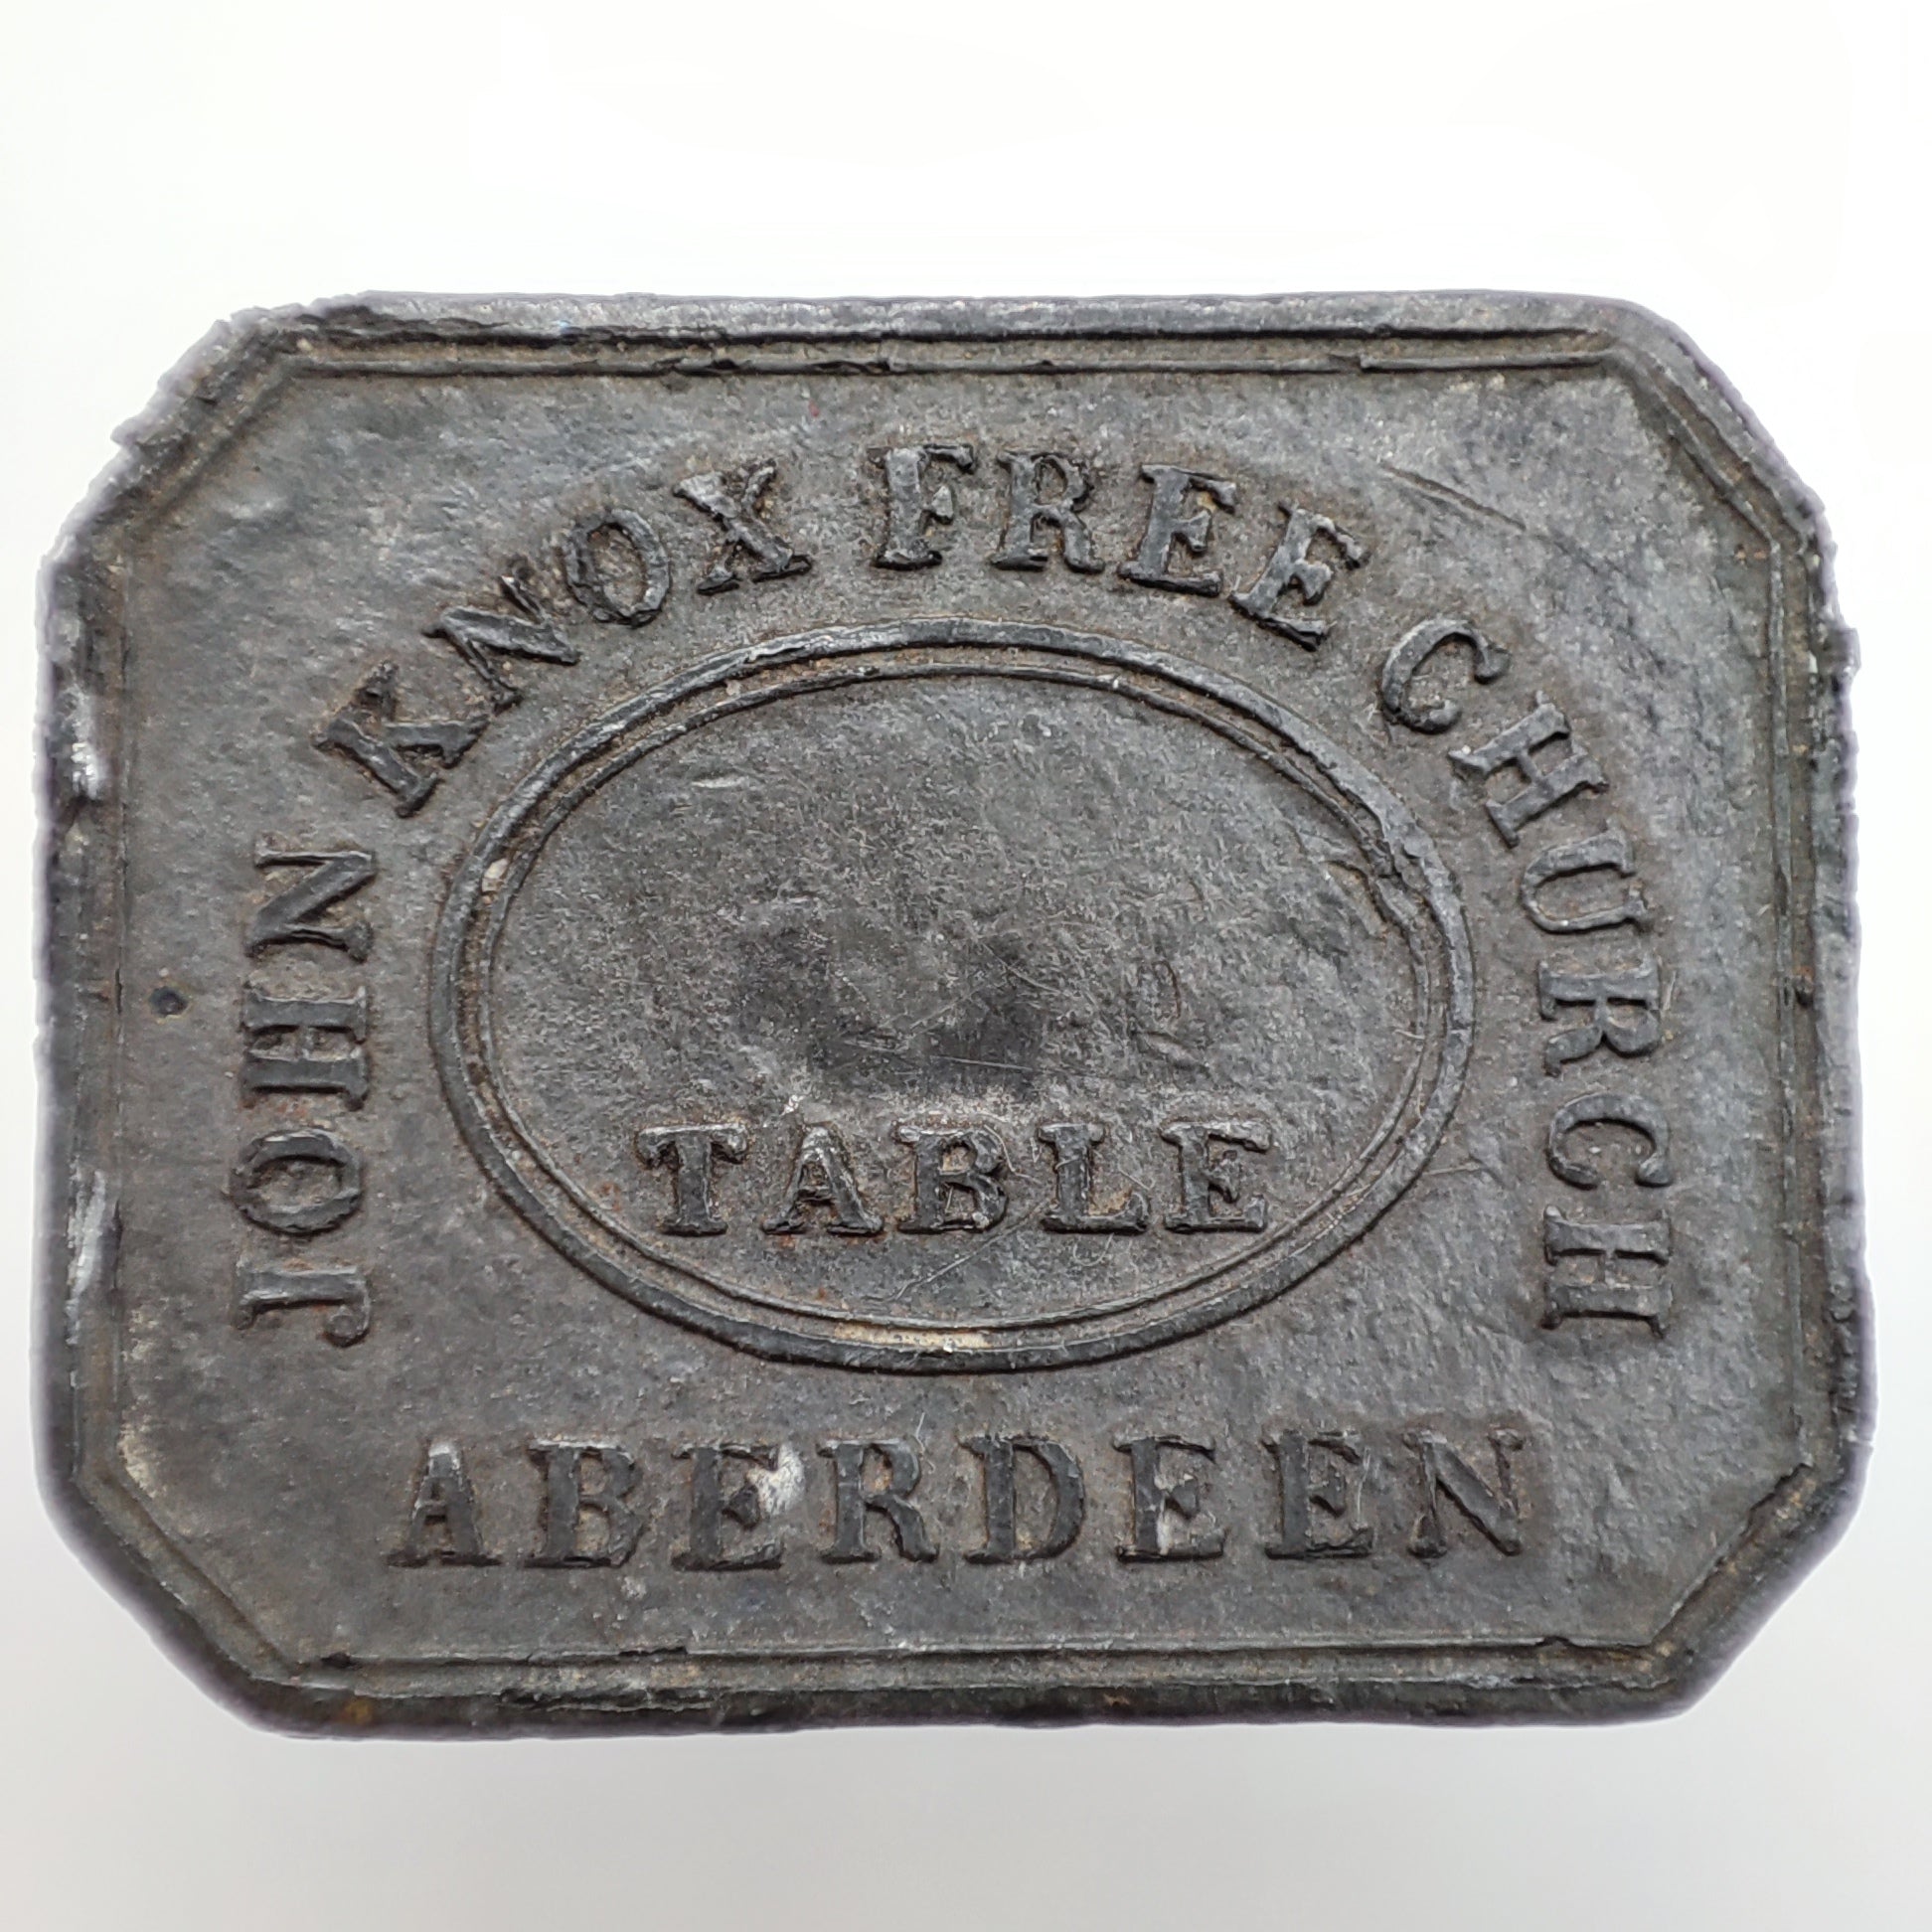 JOHN KNOX FREE CHURCH
TABLE
ABERDEEN